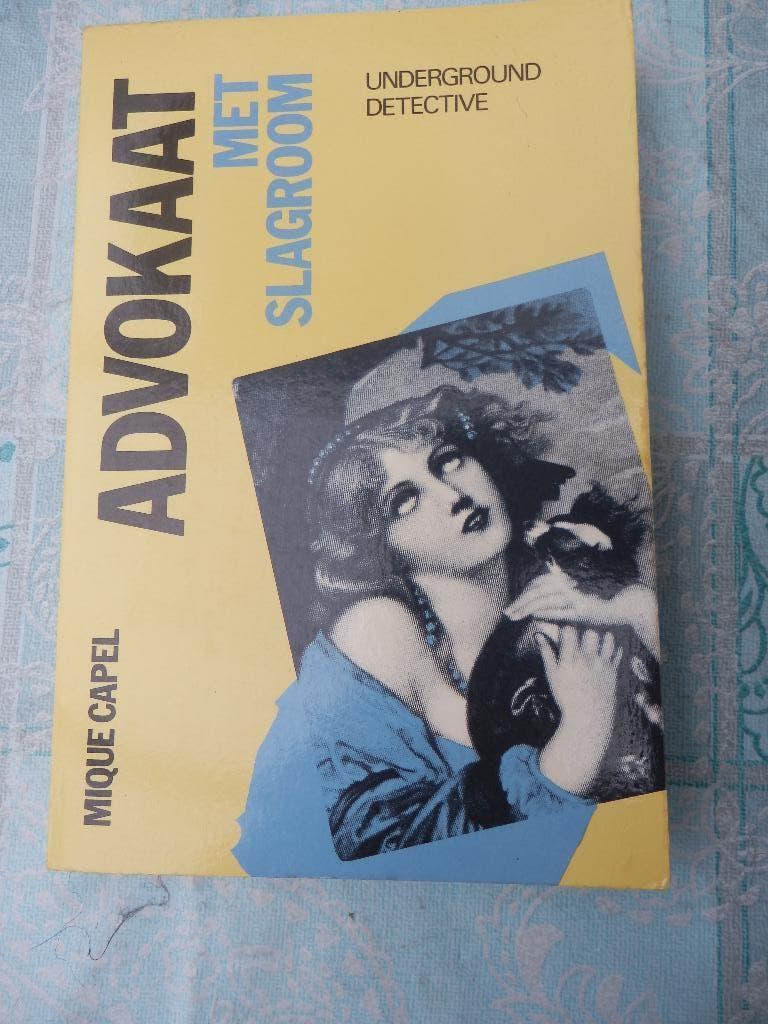 MIQUE CAPEL
ADVOKAAT
MET
SLAGROOM
UNDERGROUND
DETECTIVE